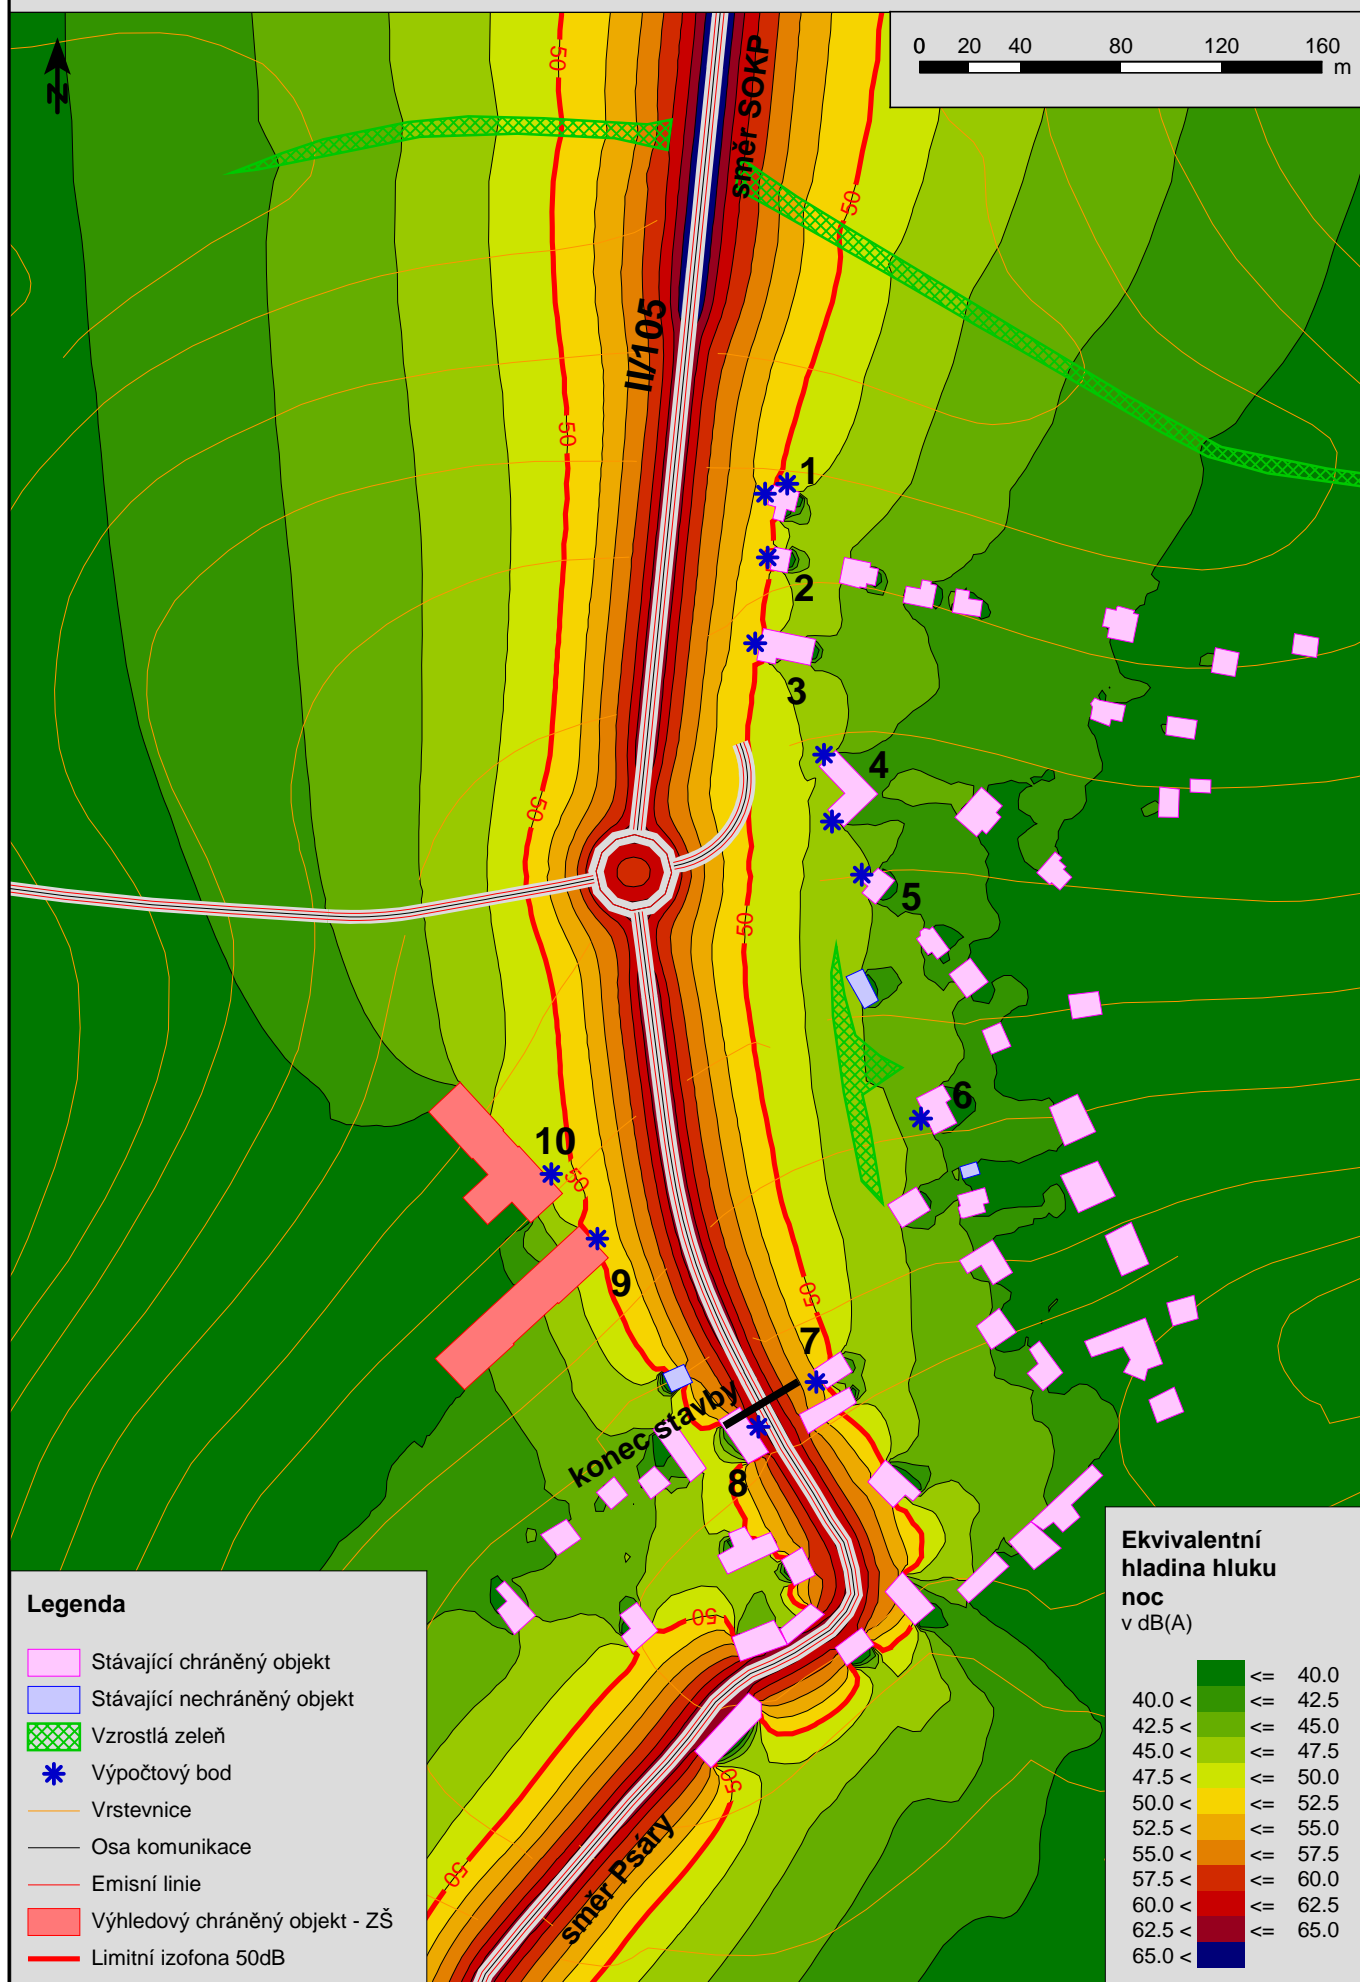 N
0 20 40 80 120 160
m
směr SOKP
50
50
II/105
50
1
2
3
4
50
5
50
6
10
50
9
50
7
konec stavby
8
50
50
50
směr Psáry
Legenda
Stávající chráněný objekt
Stávající nechráněný objekt
Vzrostlá zeleň
Výpočtový bod
Vrstevnice
Osa komunikace
Emisní linie
Výhledový chráněný objekt - ZŠ
Limitní izofona 50dB
Ekvivalentní
hladina hluku
noc
v dB(A)
<= 40.0
40.0 < <= 42.5
42.5 < <= 45.0
45.0 < <= 47.5
47.5 < <= 50.0
50.0 < <= 52.5
52.5 < <= 55.0
55.0 < <= 57.5
57.5 < <= 60.0
60.0 < <= 62.5
62.5 < <= 65.0
65.0 <